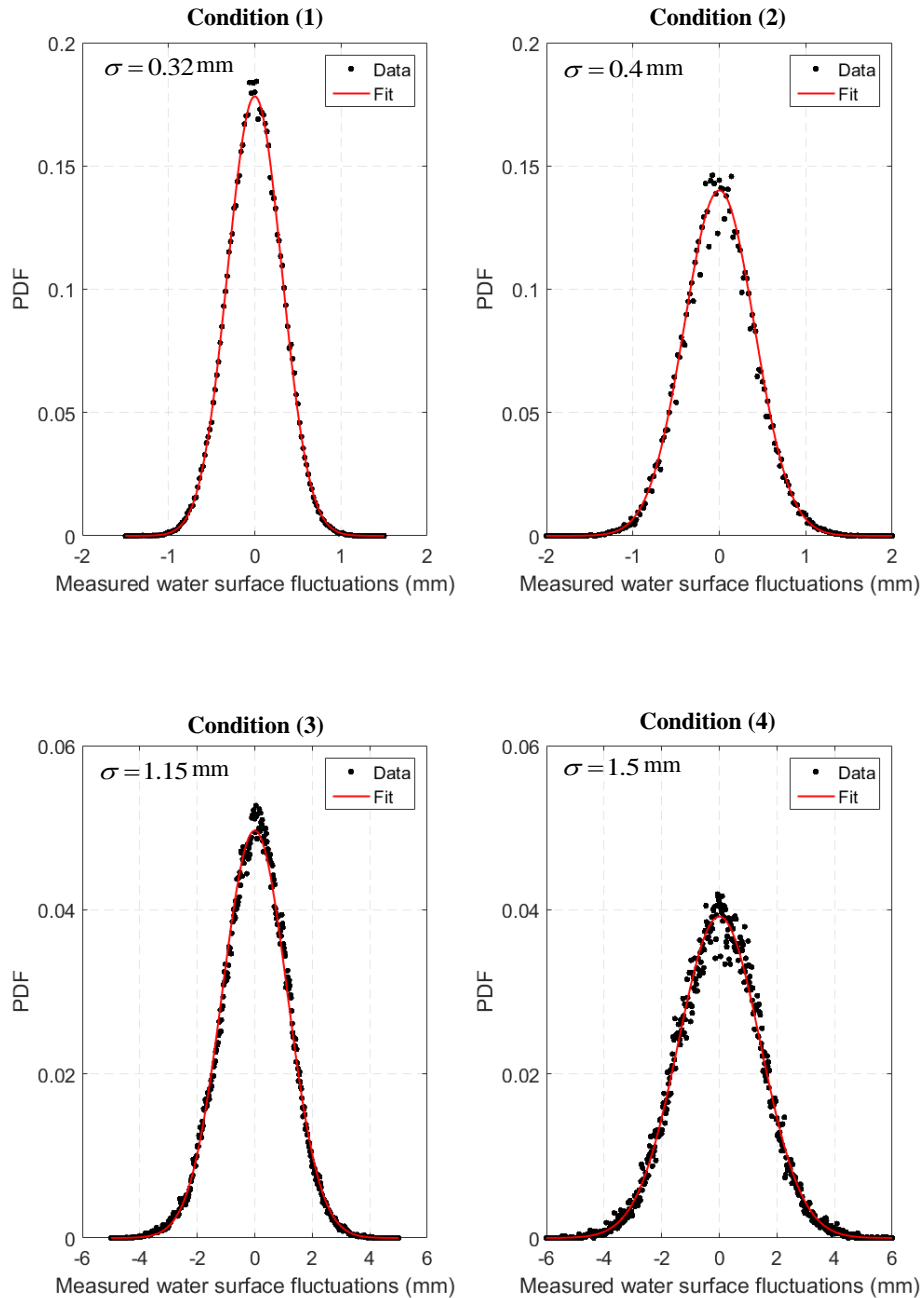 Condition (1)
σ = 0.32 mm
Data
Fit
0.2
0.15
0.1
0.05
0
PDF
-2
-1
0
1
2
Measured water surface fluctuations (mm)
Condition (2)
σ = 0.4 mm
Data
Fit
0.2
0.15
0.1
0.05
0
PDF
-2
-1
0
1
2
Measured water surface fluctuations (mm)
Condition (3)
σ = 1.15 mm
Data
Fit
0.06
0.04
0.02
0
PDF
-6
-4
-2
0
2
4
6
Measured water surface fluctuations (mm)
Condition (4)
σ = 1.5 mm
Data
Fit
0.06
0.04
0.02
0
PDF
-6
-4
-2
0
2
4
6
Measured water surface fluctuations (mm)